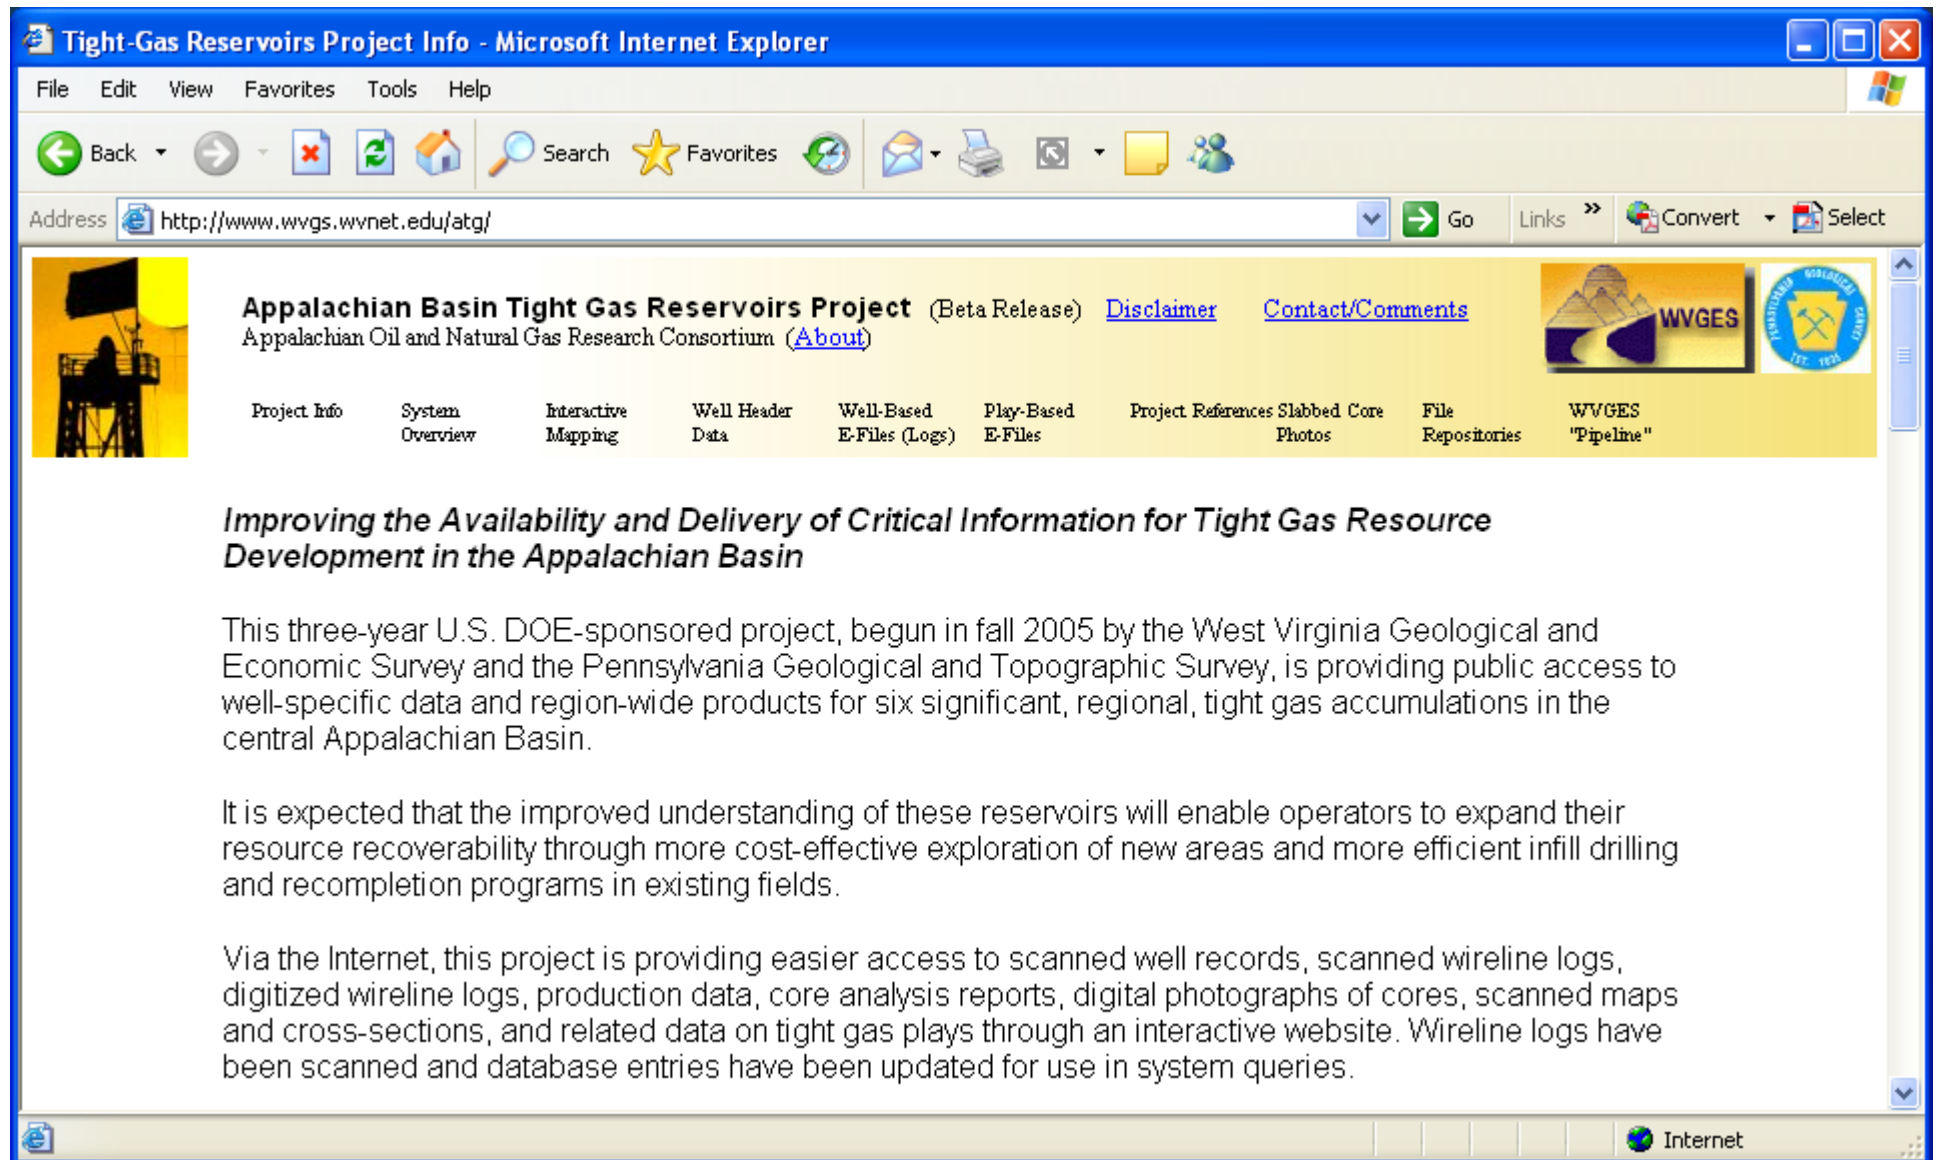 Tight-Gas Reservoirs Project Info - Microsoft Internet Explorer
File Edit View Favorites Tools Help
Back Search Favorites
Address http://www.wvgs.wvnet.edu/atg/ Go Links » Convert Select
Appalachian Basin Tight Gas Reservoirs Project (Beta Release) Disclaimer Contact/Comments
Appalachian Oil and Natural Gas Research Consortium (About)
WVGES
PENNSYLVANIA GEOLOGICAL SURVEY
EST. 1836
Project Info System Interactive Well Header Well-Based Play-Based Project References Slabbed Core File WVGES
Overview Mapping Data E-Files (Logs) E-Files Photos Repositories "Pipeline"
Improving the Availability and Delivery of Critical Information for Tight Gas Resource
Development in the Appalachian Basin
This three-year U.S. DOE-sponsored project, begun in fall 2005 by the West Virginia Geological and
Economic Survey and the Pennsylvania Geological and Topographic Survey, is providing public access to
well-specific data and region-wide products for six significant, regional, tight gas accumulations in the
central Appalachian Basin.
It is expected that the improved understanding of these reservoirs will enable operators to expand their
resource recoverability through more cost-effective exploration of new areas and more efficient infill drilling
and recompletion programs in existing fields.
Via the Internet, this project is providing easier access to scanned well records, scanned wireline logs,
digitized wireline logs, production data, core analysis reports, digital photographs of cores, scanned maps
and cross-sections, and related data on tight gas plays through an interactive website. Wireline logs have
been scanned and database entries have been updated for use in system queries.
Internet